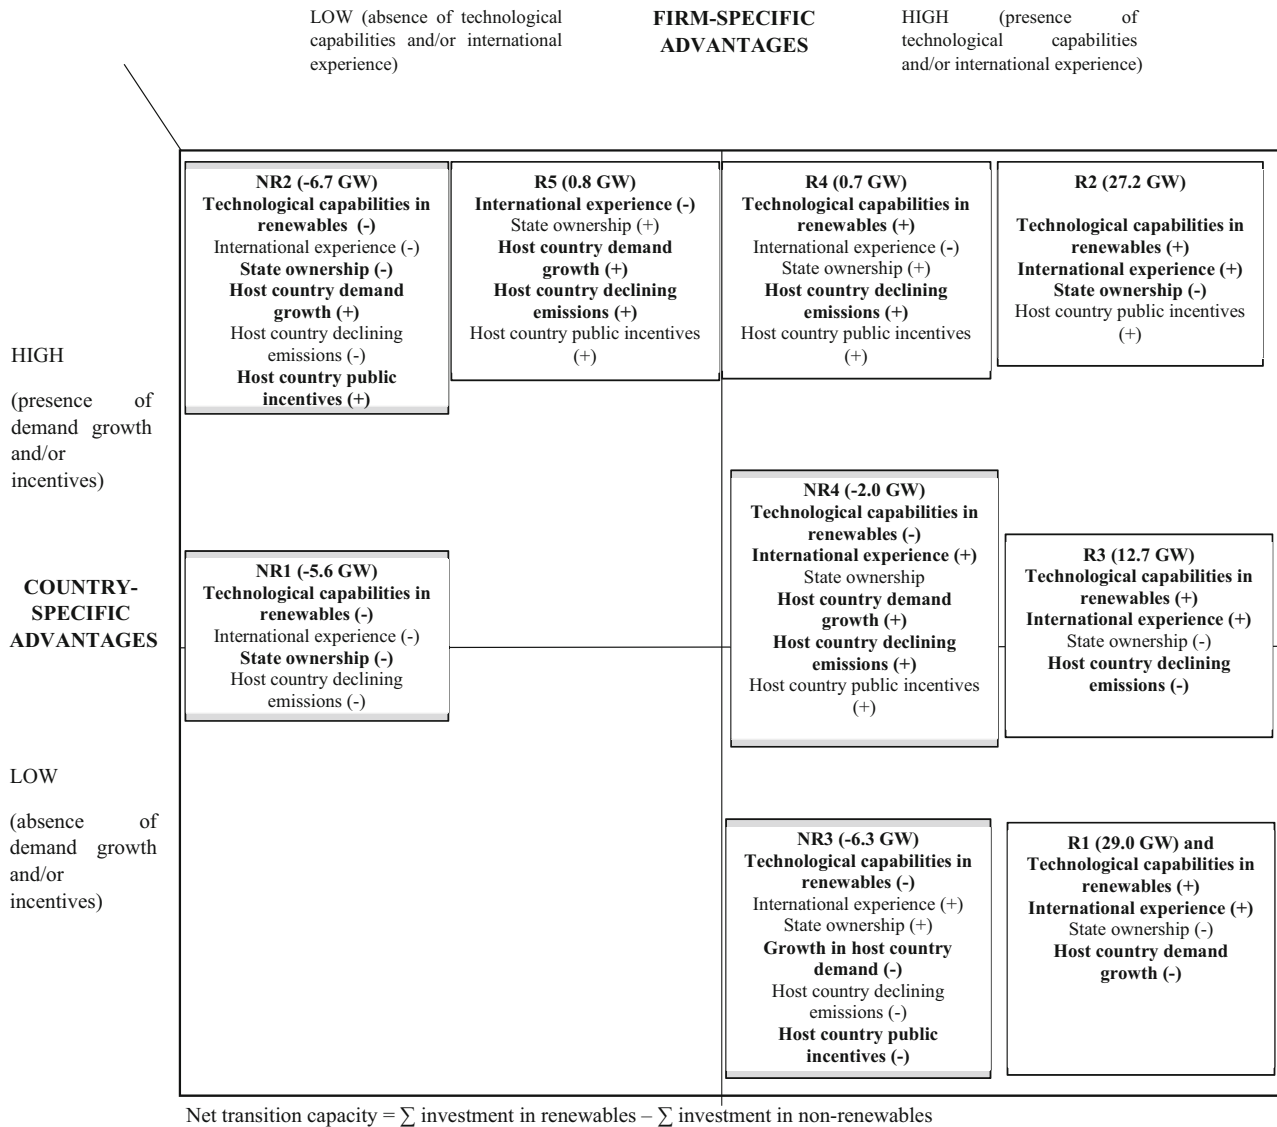 LOW (absence of technological
capabilities and/or international
experience)
FIRM-SPECIFIC
ADVANTAGES
HIGH (presence of
technological capabilities
and/or international experience)
NR2 (-6.7 GW)
Technological capabilities in
renewables (-)
International experience (-)
State ownership (-)
Host country demand
growth (+)
Host country declining
emissions (-)
Host country public
incentives (+)
R5 (0.8 GW)
International experience (-)
State ownership (+)
Host country demand
growth (+)
Host country declining
emissions (+)
Host country public incentives
(+)
R4 (0.7 GW)
Technological capabilities in
renewables (+)
International experience (-)
State ownership (+)
Host country declining
emissions (+)
Host country public incentives
(+)
R2 (27.2 GW)
Technological capabilities in
renewables (+)
International experience (+)
State ownership (-)
Host country public incentives
(+)
HIGH
(presence of
demand growth
and/or
incentives)
COUNTRY-
SPECIFIC
ADVANTAGES
NR1 (-5.6 GW)
Technological capabilities in
renewables (-)
International experience (-)
State ownership (-)
Host country declining
emissions (-)
NR4 (-2.0 GW)
Technological capabilities in
renewables (-)
International experience (+)
State ownership
Host country demand
growth (+)
Host country declining
emissions (+)
Host country public incentives
(+)
R3 (12.7 GW)
Technological capabilities in
renewables (+)
International experience (+)
State ownership (-)
Host country declining
emissions (-)
LOW
(absence of
demand growth
and/or
incentives)
NR3 (-6.3 GW)
Technological capabilities in
renewables (-)
International experience (+)
State ownership (+)
Growth in host country
demand (-)
Host country declining
emissions (-)
Host country public
incentives (-)
R1 (29.0 GW) and
Technological capabilities in
renewables (+)
International experience (+)
State ownership (-)
Host country demand
growth (-)
Net transition capacity = ∑ investment in renewables – ∑ investment in non-renewables